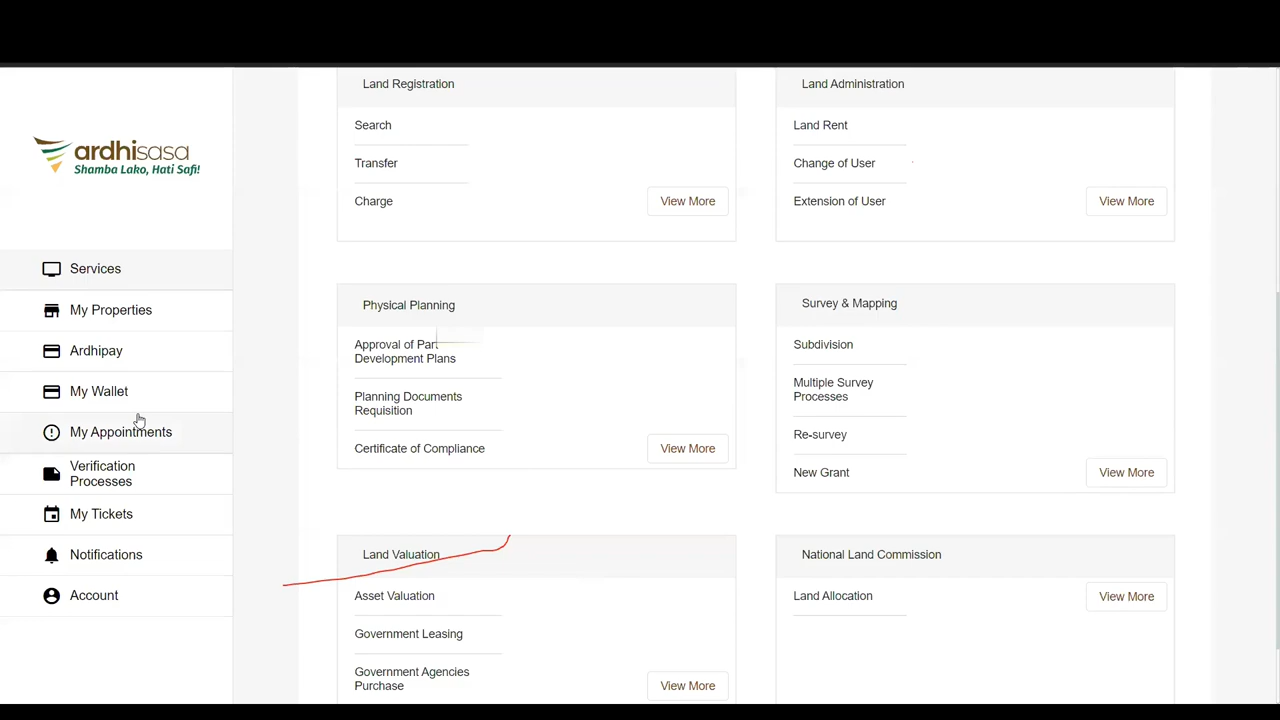 ardhisasa
Shamba Lako, Hati Safi!
Services
My Properties
Ardhipay
My Wallet
My Appointments
Verification
Processes
My Tickets
Notifications
Account
Land Registration
Search
Transfer
Charge
View More
Land Administration
Land Rent
Change of User
Extension of User
View More
Physical Planning
Approval of Part
Development Plans
Planning Documents
Requisition
Certificate of Compliance
View More
Survey & Mapping
Subdivision
Multiple Survey
Processes
Re-survey
New Grant
View More
Land Valuation
Asset Valuation
Government Leasing
Government Agencies
Purchase
View More
National Land Commission
Land Allocation
View More